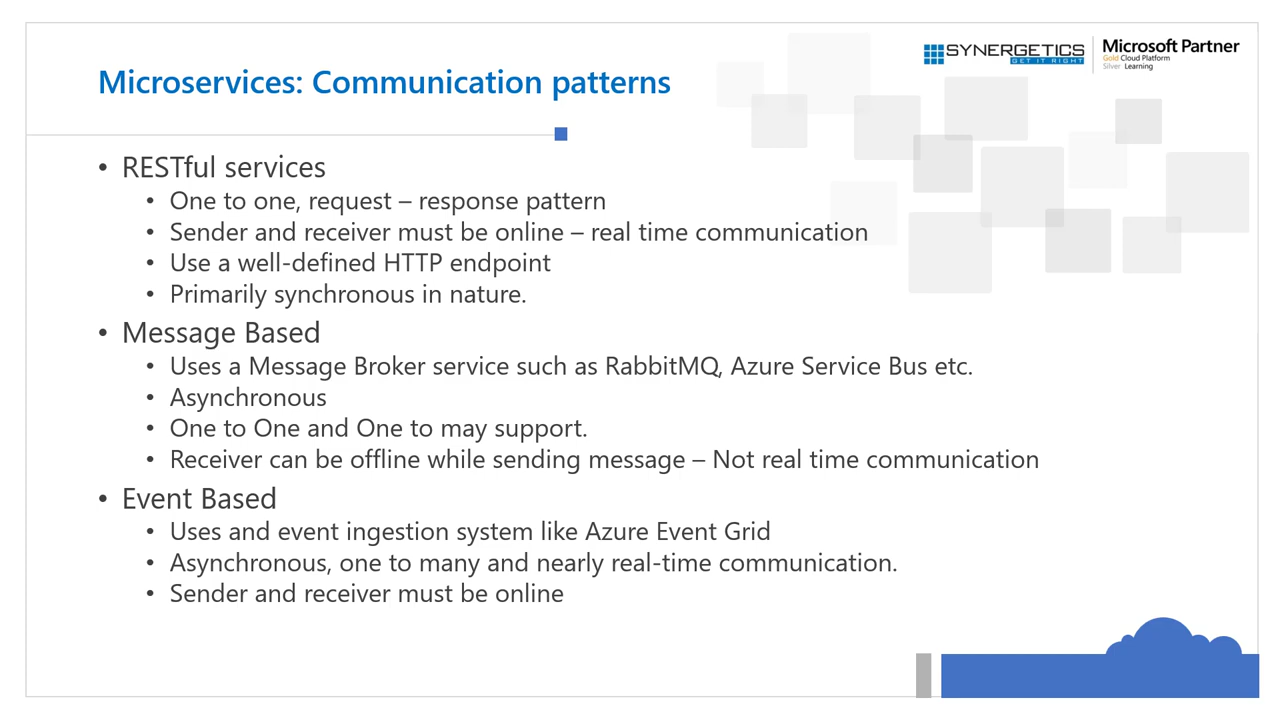 SYNERGETICS
GET IT RIGHT
Microsoft Partner
Gold Cloud Platform
Silver Learning
Microservices: Communication patterns
• RESTful services
• One to one, request – response pattern
• Sender and receiver must be online – real time communication
• Use a well-defined HTTP endpoint
• Primarily synchronous in nature.
• Message Based
• Uses a Message Broker service such as RabbitMQ, Azure Service Bus etc.
• Asynchronous
• One to One and One to may support.
• Receiver can be offline while sending message – Not real time communication
• Event Based
• Uses and event ingestion system like Azure Event Grid
• Asynchronous, one to many and nearly real-time communication.
• Sender and receiver must be online